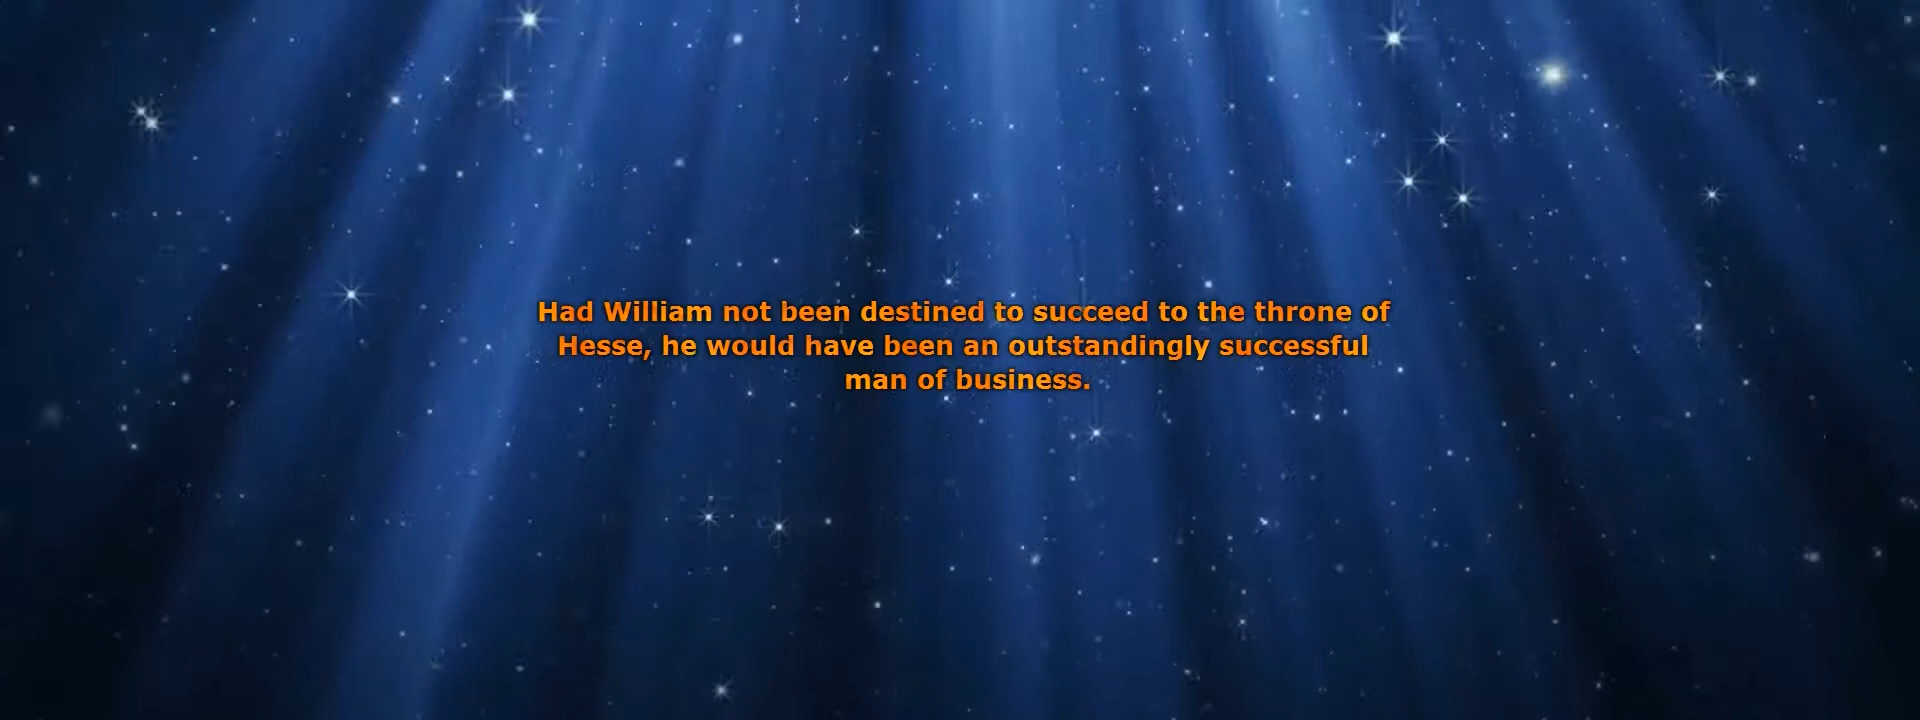 Had William not been destined to succeed to the throne of
Hesse, he would have been an outstandingly successful
man of business.